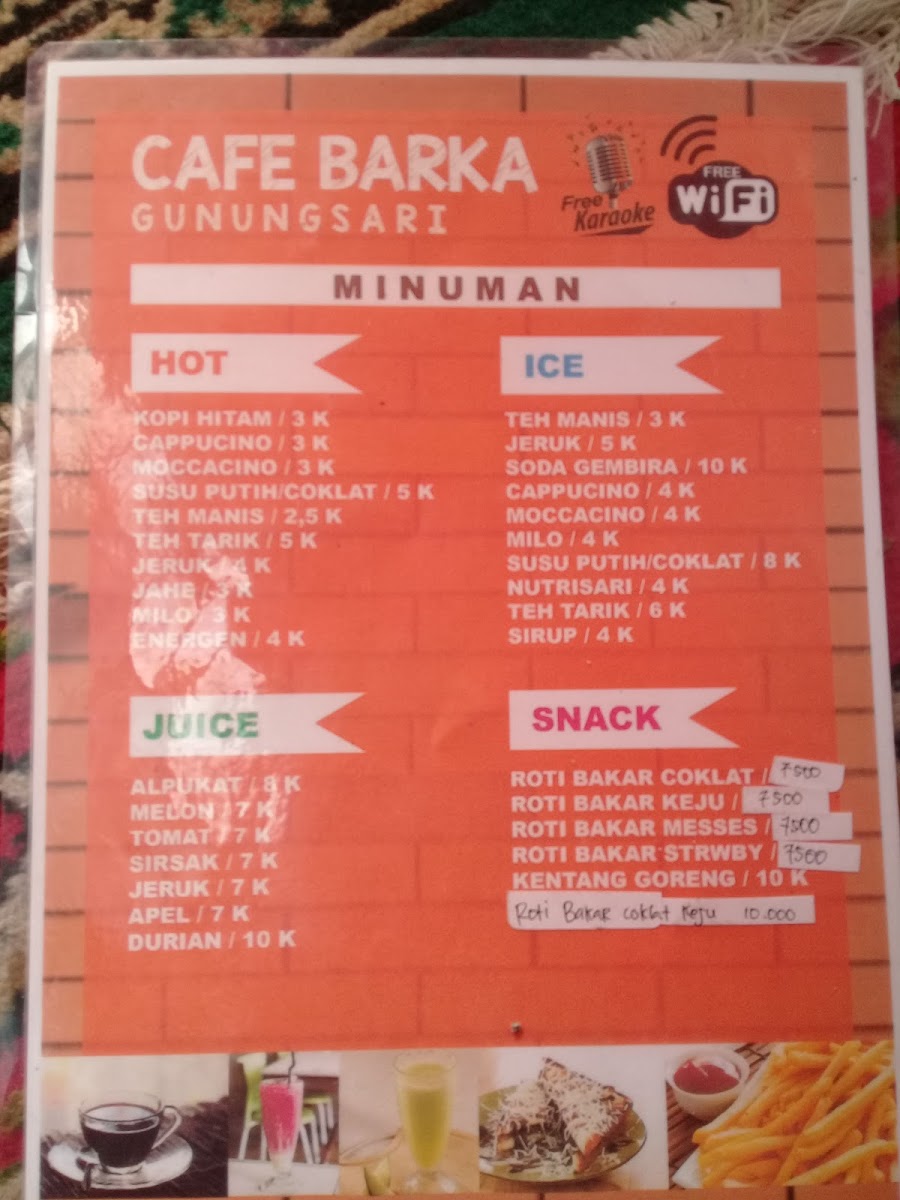 CAFE BARKA
GUNUNGSARI
Free
Karaoke
FREE
WiFi
MINUMAN
HOT
KOPI HITAM / 3 K
CAPPUCINO / 3 K
MOCCACINO / 3 K
SUSU PUTIH/COKLAT / 5 K
TEH MANIS / 2,5 K
TEH TARIK / 5 K
JERUK / 4 K
JAHE / 3 K
MILO / 3 K
ENERGEN / 4 K
ICE
TEH MANIS / 3 K
JERUK / 5 K
SODA GEMBIRA / 10 K
CAPPUCINO / 4 K
MOCCACINO / 4 K
MILO / 4 K
SUSU PUTIH/COKLAT / 8 K
NUTRISARI / 4 K
TEH TARIK / 6 K
SIRUP / 4 K
JUICE
ALPUKAT / 8 K
MELON / 7 K
TOMAT / 7 K
SIRSAK / 7 K
JERUK / 7 K
APEL / 7 K
DURIAN / 10 K
SNACK
ROTI BAKAR COKLAT / 7500
ROTI BAKAR KEJU / 7500
ROTI BAKAR MESSES / 7500
ROTI BAKAR STRWBY / 7500
KENTANG GORENG / 10 K
Roti Bakar coklat Keju 10.000